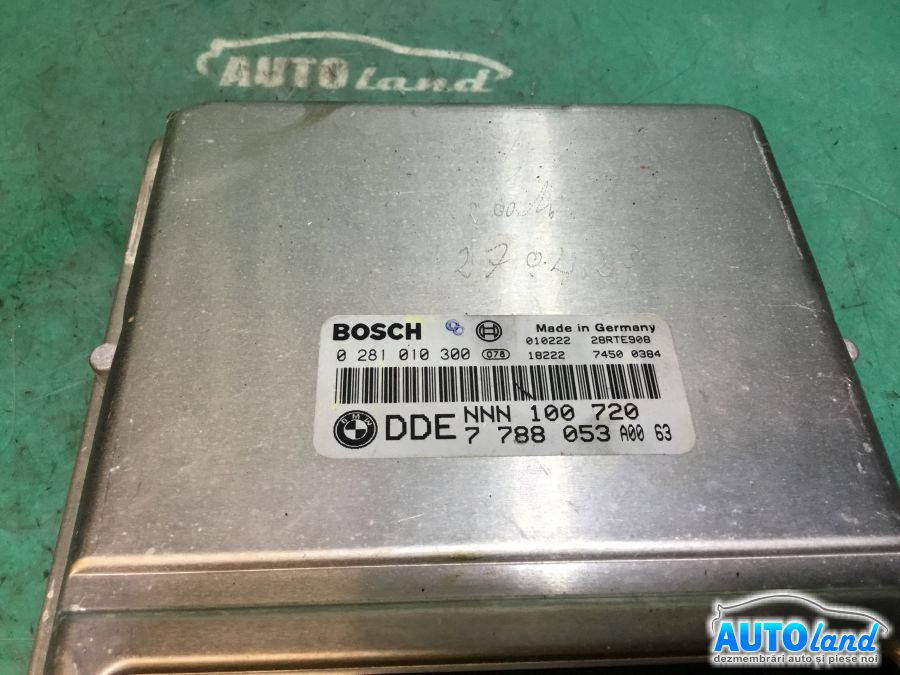 AUTOland
BOSCH Made in Germany
010222 28RTE908
0 281 010 300 078 18222 7450 0384
BMW DDE NNN 100 720
7 788 053 A00 63
AUTOland
dezmembrări auto și piese noi